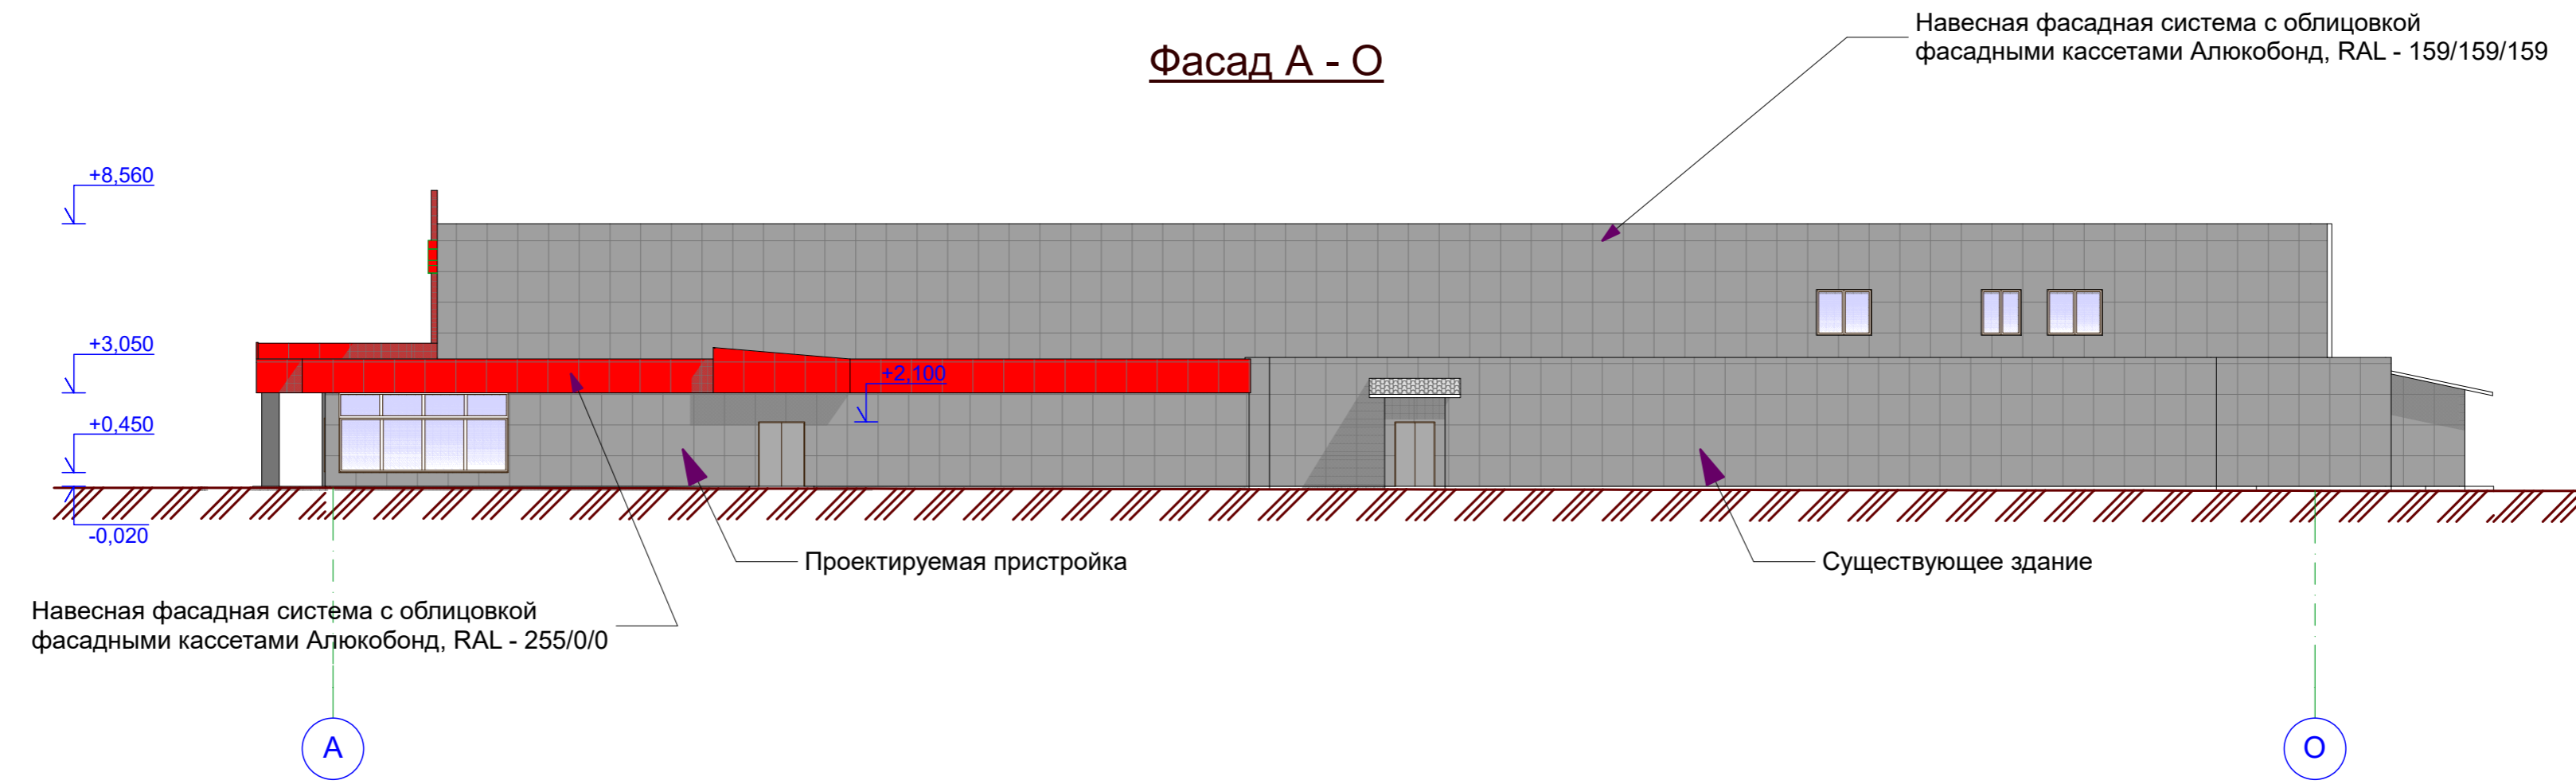 Фасад А - О
Навесная фасадная система с облицовкой
фасадными кассетами Алюкобонд, RAL - 159/159/159
+8,560
+3,050
+2,100
+0,450
-0,020
Проектируемая пристройка
Существующее здание
Навесная фасадная система с облицовкой
фасадными кассетами Алюкобонд, RAL - 255/0/0
А
О